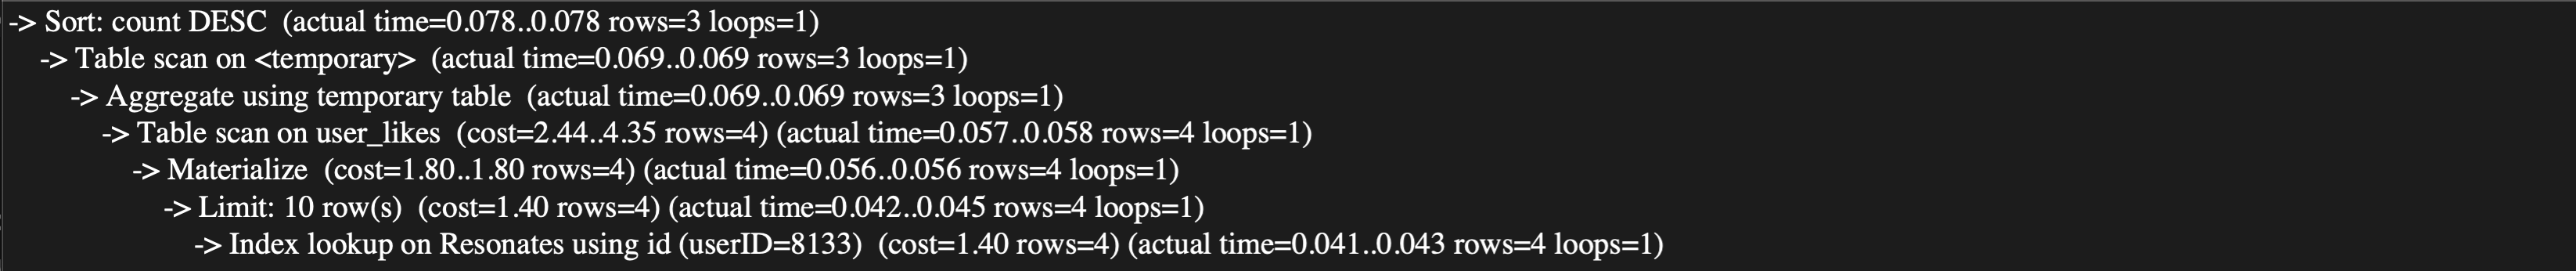 -> Sort: count DESC  (actual time=0.078..0.078 rows=3 loops=1)
-> Table scan on <temporary>  (actual time=0.069..0.069 rows=3 loops=1)
-> Aggregate using temporary table  (actual time=0.069..0.069 rows=3 loops=1)
-> Table scan on user_likes  (cost=2.44..4.35 rows=4) (actual time=0.057..0.058 rows=4 loops=1)
-> Materialize  (cost=1.80..1.80 rows=4) (actual time=0.056..0.056 rows=4 loops=1)
-> Limit: 10 row(s)  (cost=1.40 rows=4) (actual time=0.042..0.045 rows=4 loops=1)
-> Index lookup on Resonates using id (userID=8133)  (cost=1.40 rows=4) (actual time=0.041..0.043 rows=4 loops=1)